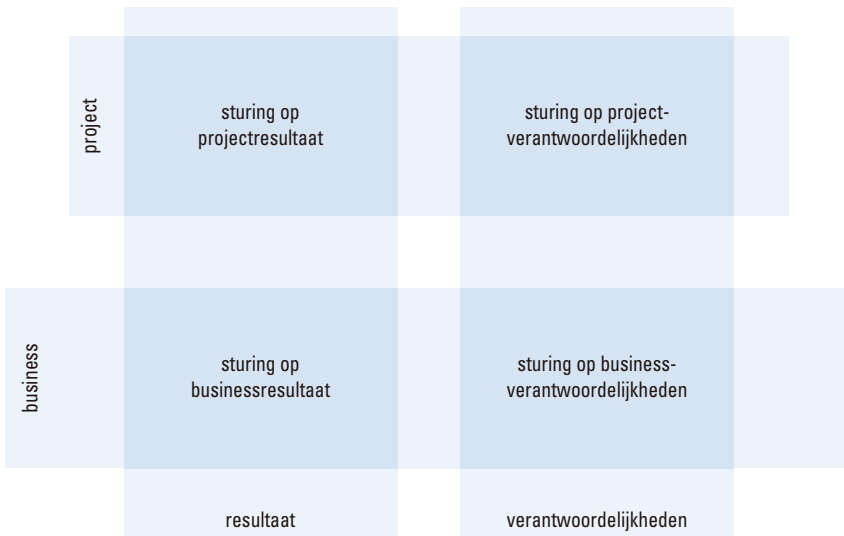 project
sturing op
projectresultaat
sturing op project-
verantwoordelijkheden
business
sturing op
businessresultaat
sturing op business-
verantwoordelijkheden
resultaat
verantwoordelijkheden